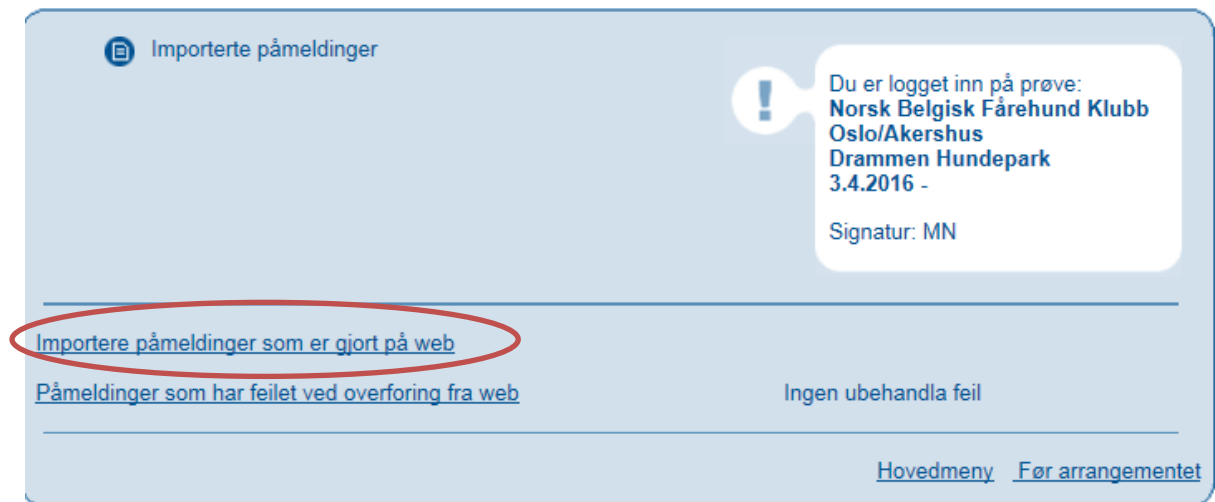 Importerte påmeldinger
!
Du er logget inn på prøve:
Norsk Belgisk Fårehund Klubb
Oslo/Akershus
Drammen Hundepark
3.4.2016 -
Signatur: MN
Importere påmeldinger som er gjort på web
Påmeldinger som har feilet ved overforing fra web
Ingen ubehandla feil
Hovedmeny
Før arrangementet